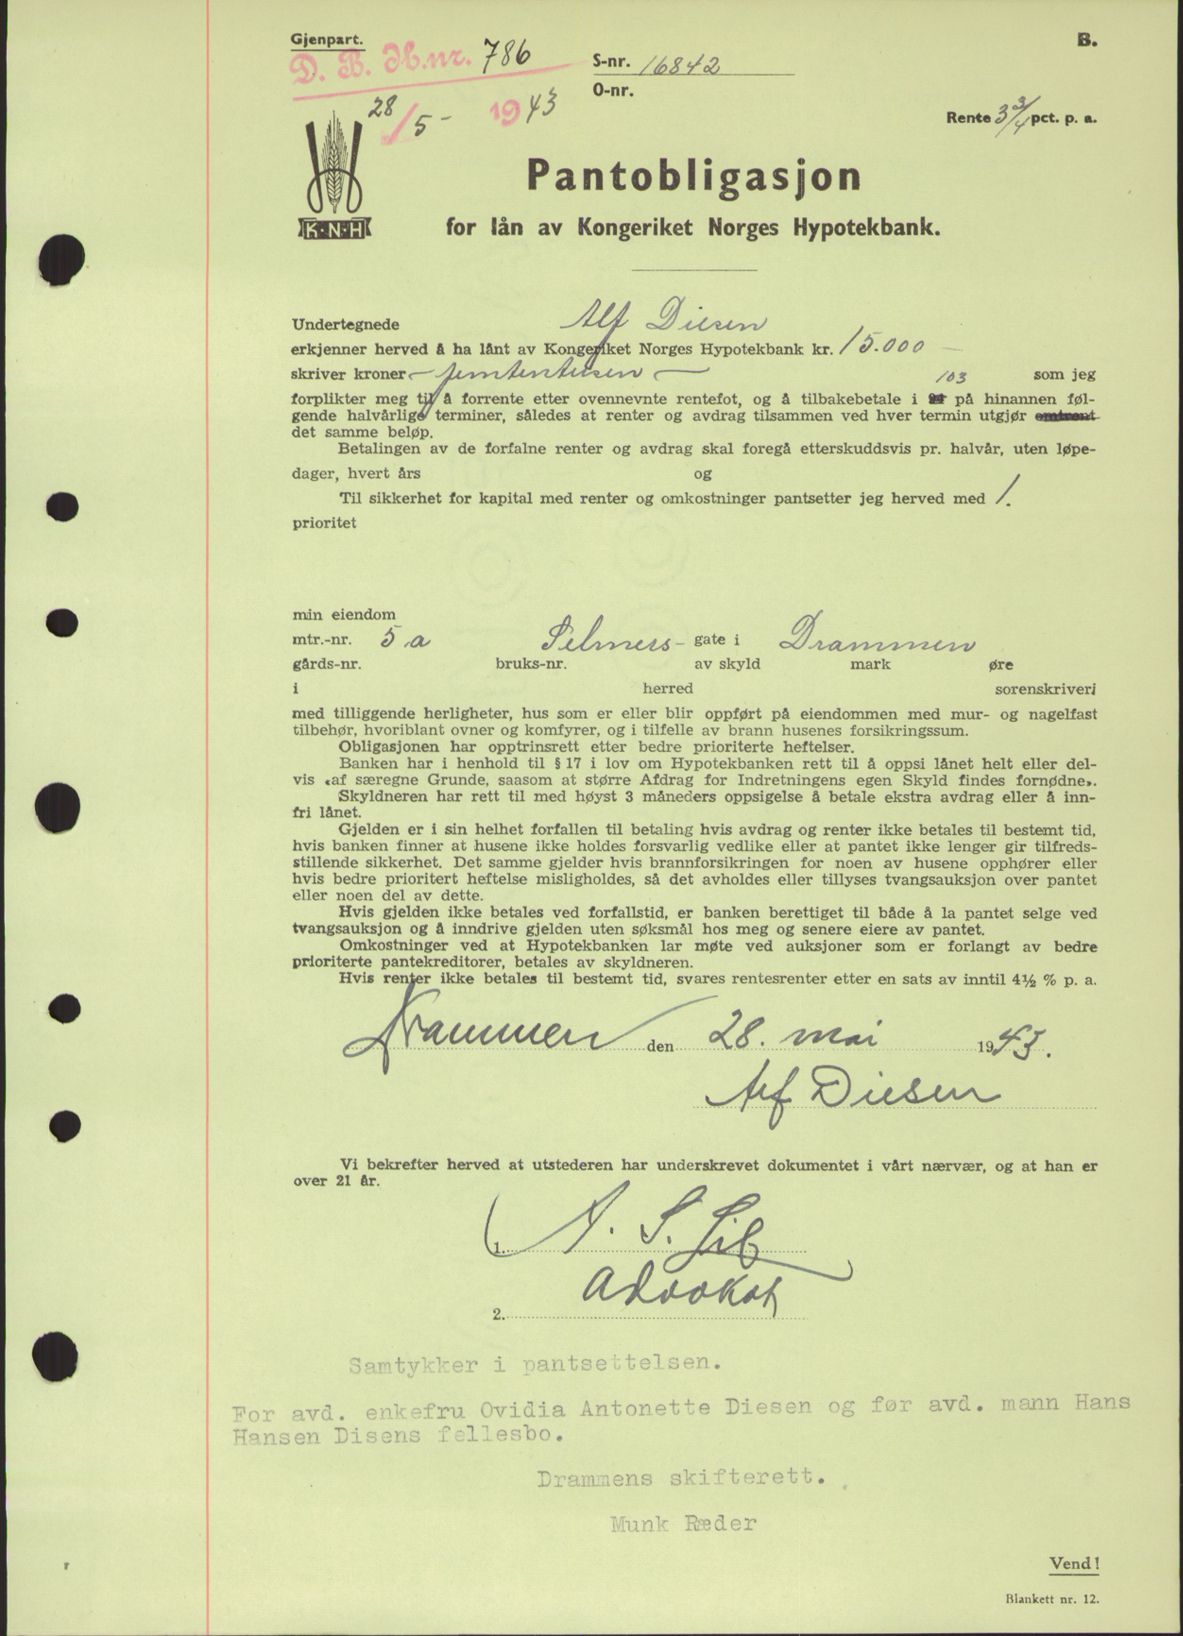 Gjenpart.
B.
D. B. H.nr. 786
S-nr. 16842
O-nr.
28/5 - 1943
Rente 3 3/4 pct. p. a.
K·N·H
Pantobligasjon
for lån av Kongeriket Norges Hypotekbank.
Undertegnede Alf Diesen
erkjenner herved å ha lånt av Kongeriket Norges Hypotekbank kr. 15.000 —
skriver kroner — femtentusen — 103 som jeg
forplikter meg til å forrente etter ovennevnte rentefot, og å tilbakebetale i på hinannen føl-
gende halvårlige terminer, således at renter og avdrag tilsammen ved hver termin utgjør omtrent
det samme beløp.
Betalingen av de forfalne renter og avdrag skal foregå etterskuddsvis pr. halvår, uten løpe-
dager, hvert års og
Til sikkerhet for kapital med renter og omkostninger pantsetter jeg herved med 1.
prioritet
min eiendom
mtr.-nr. 5 a Selmers- gate i Drammen
gårds-nr. bruks-nr. av skyld mark øre
i herred sorenskriveri
med tilliggende herligheter, hus som er eller blir oppført på eiendommen med mur- og nagelfast
tilbehør, hvoriblant ovner og komfyrer, og i tilfelle av brann husenes forsikringssum.
Obligasjonen har opptrinsrett etter bedre prioriterte heftelser.
Banken har i henhold til § 17 i lov om Hypotekbanken rett til å oppsi lånet helt eller del-
vis «af særegne Grunde, saasom at større Afdrag for Indretningens egen Skyld findes fornødne».
Skyldneren har rett til med høyst 3 måneders oppsigelse å betale ekstra avdrag eller å inn-
fri lånet.
Gjelden er i sin helhet forfallen til betaling hvis avdrag og renter ikke betales til bestemt tid,
hvis banken finner at husene ikke holdes forsvarlig vedlike eller at pantet ikke lenger gir tilfreds-
stillende sikkerhet. Det samme gjelder hvis brannforsikringen for noen av husene opphører eller
hvis bedre prioritert heftelse misligholdes, så det avholdes eller tillyses tvangsauksjon over pantet
eller noen del av dette.
Hvis gjelden ikke betales ved forfallstid, er banken berettiget til både å la pantet selge ved
tvangsauksjon og å inndrive gjelden uten søksmål hos meg og senere eiere av pantet.
Omkostninger ved at Hypotekbanken lar møte ved auksjoner som er forlangt av bedre
prioriterte pantekreditorer, betales av skyldneren.
Hvis renter ikke betales til bestemt tid, svares rentesrenter etter en sats av inntil 4½ % p. a.
Drammen den 28. mai 1943.
Alf Diesen
Vi bekrefter herved at utstederen har underskrevet dokumentet i vårt nærvær, og at han er
over 21 år.
1. A. S. Lib
Advokat
2.
Samtykker i pantsettelsen.
For avd. enkefru Ovidia Antonette Diesen og før avd. mann Hans
Hansen Disens fellesbo.
Drammens skifterett.
Munk Ræder
Vend!
Blankett nr. 12.